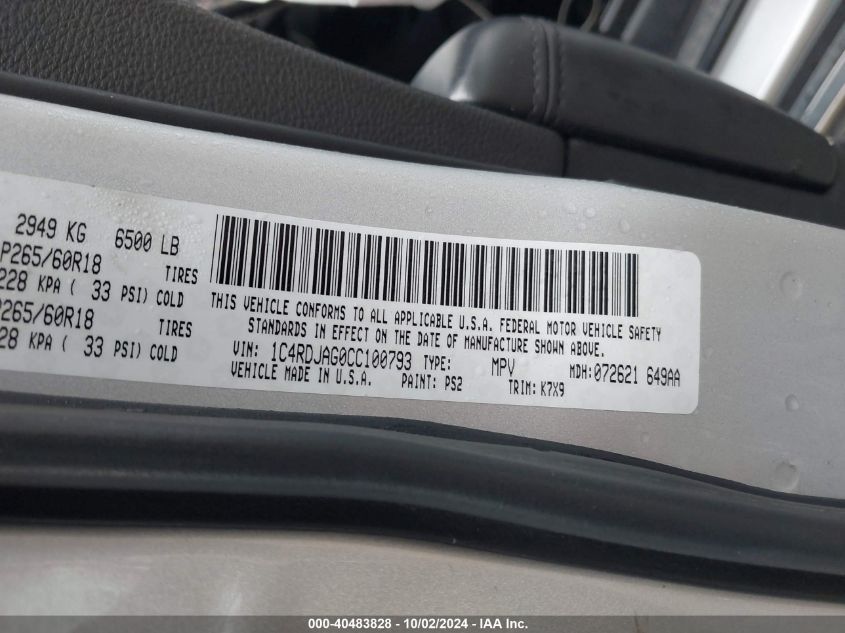 2949 KG 6500 LB
P265/60R18 TIRES
228 KPA ( 33 PSI) COLD
P265/60R18 TIRES
28 KPA ( 33 PSI) COLD
THIS VEHICLE CONFORMS TO ALL APPLICABLE U.S.A. FEDERAL MOTOR VEHICLE SAFETY
STANDARDS IN EFFECT ON THE DATE OF MANUFACTURE SHOWN ABOVE.
VIN: 1C4RDJAG0CC100793 TYPE: MPV MDH:072621 649AA
VEHICLE MADE IN U.S.A. PAINT: PS2 TRIM: K7X9
000-40483828 - 10/02/2024 - IAA Inc.